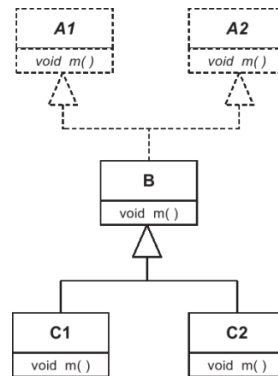 A1
void m( )
A2
void m( )
B
void m( )
C1
void m( )
C2
void m( )